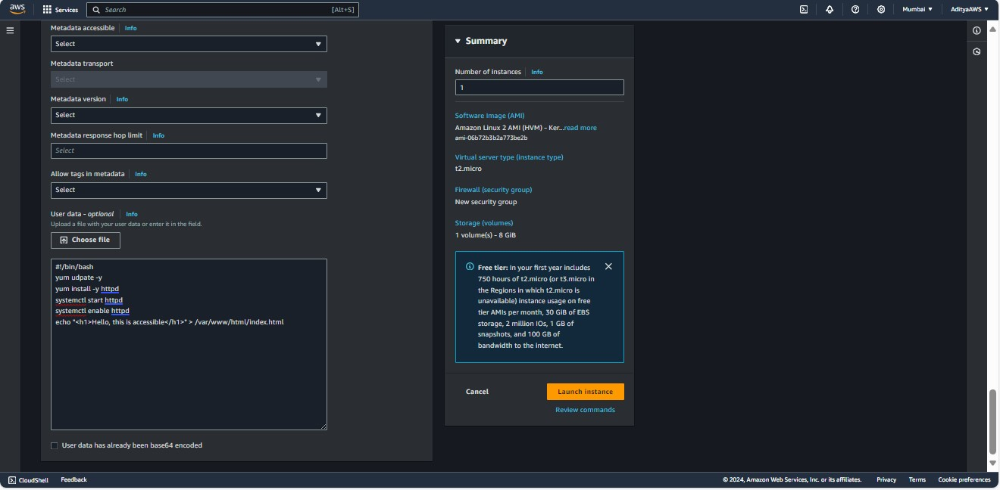 aws
Services
Search [Alt+S]
Mumbai
AdityaAWS
Metadata accessible Info
Select
Metadata transport
Select
Metadata version Info
Select
Metadata response hop limit Info
Select
Allow tags in metadata Info
Select
User data - optional Info
Upload a file with your user data or enter it in the field.
Choose file
#!/bin/bash
yum udpate -y
yum install -y httpd
systemctl start httpd
systemctl enable httpd
echo "<h1>Hello, this is accessible</h1>" > /var/www/html/index.html
User data has already been base64 encoded
Summary
Number of instances Info
1
Software Image (AMI)
Amazon Linux 2 AMI (HVM) - Ker...read more
ami-06b72b3b2a773be2b
Virtual server type (instance type)
t2.micro
Firewall (security group)
New security group
Storage (volumes)
1 volume(s) - 8 GiB
Free tier: In your first year includes
750 hours of t2.micro (or t3.micro in
the Regions in which t2.micro is
unavailable) instance usage on free
tier AMIs per month, 30 GiB of EBS
storage, 2 million IOs, 1 GB of
snapshots, and 100 GB of
bandwidth to the internet.
Cancel
Launch instance
Review commands
CloudShell
Feedback
© 2024, Amazon Web Services, Inc. or its affiliates.
Privacy
Terms
Cookie preferences